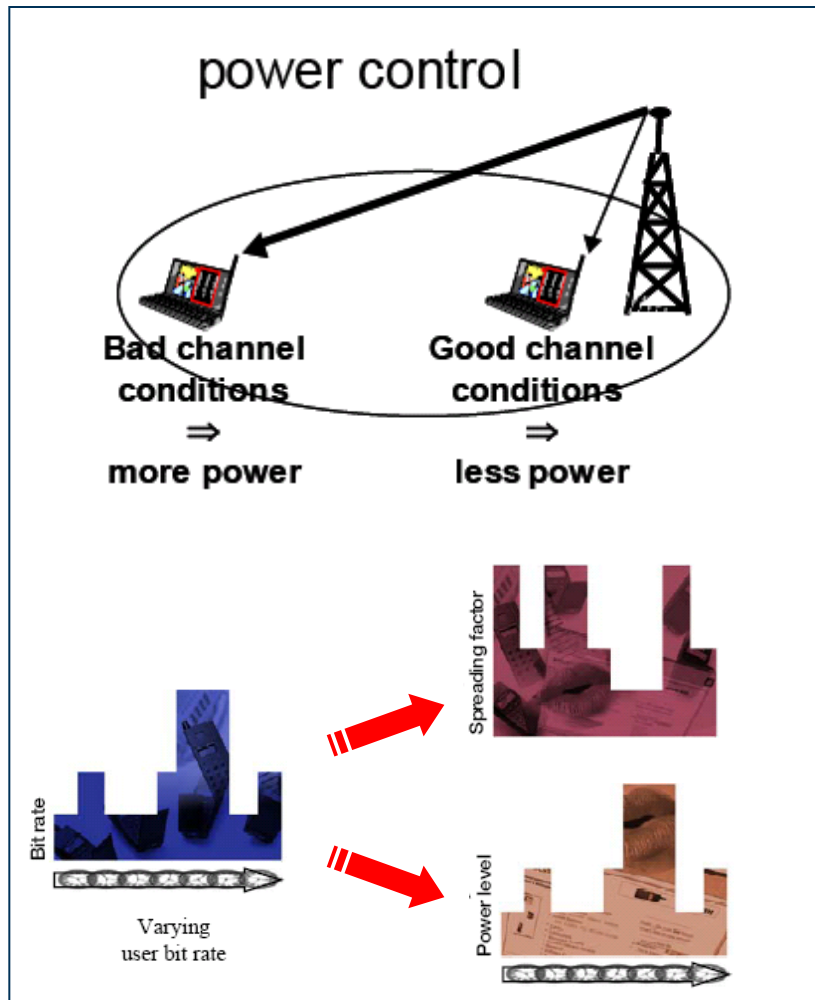 power control
Bad channel
conditions
⇒
more power
Good channel
conditions
⇒
less power
Spreading factor
Bit rate
Varying
user bit rate
Power level